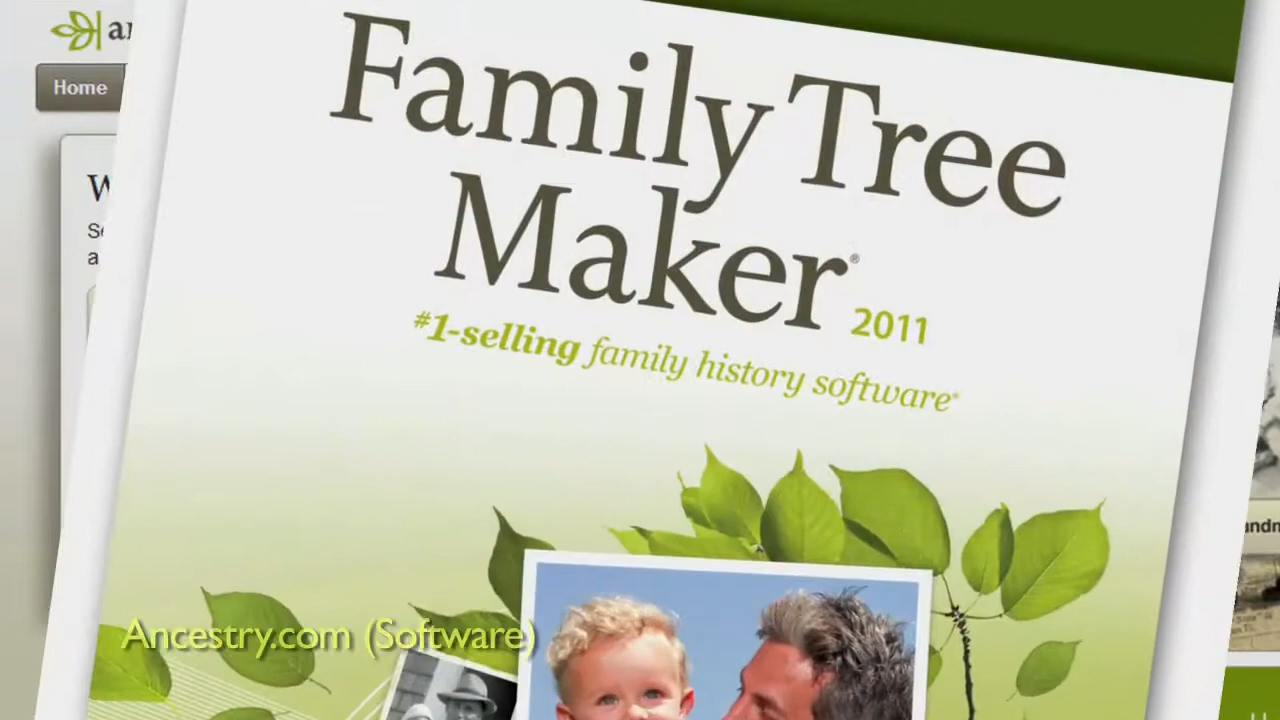 Home
Family Tree
Maker®
2011
#1-selling family history software®
Ancestry.com (Software)